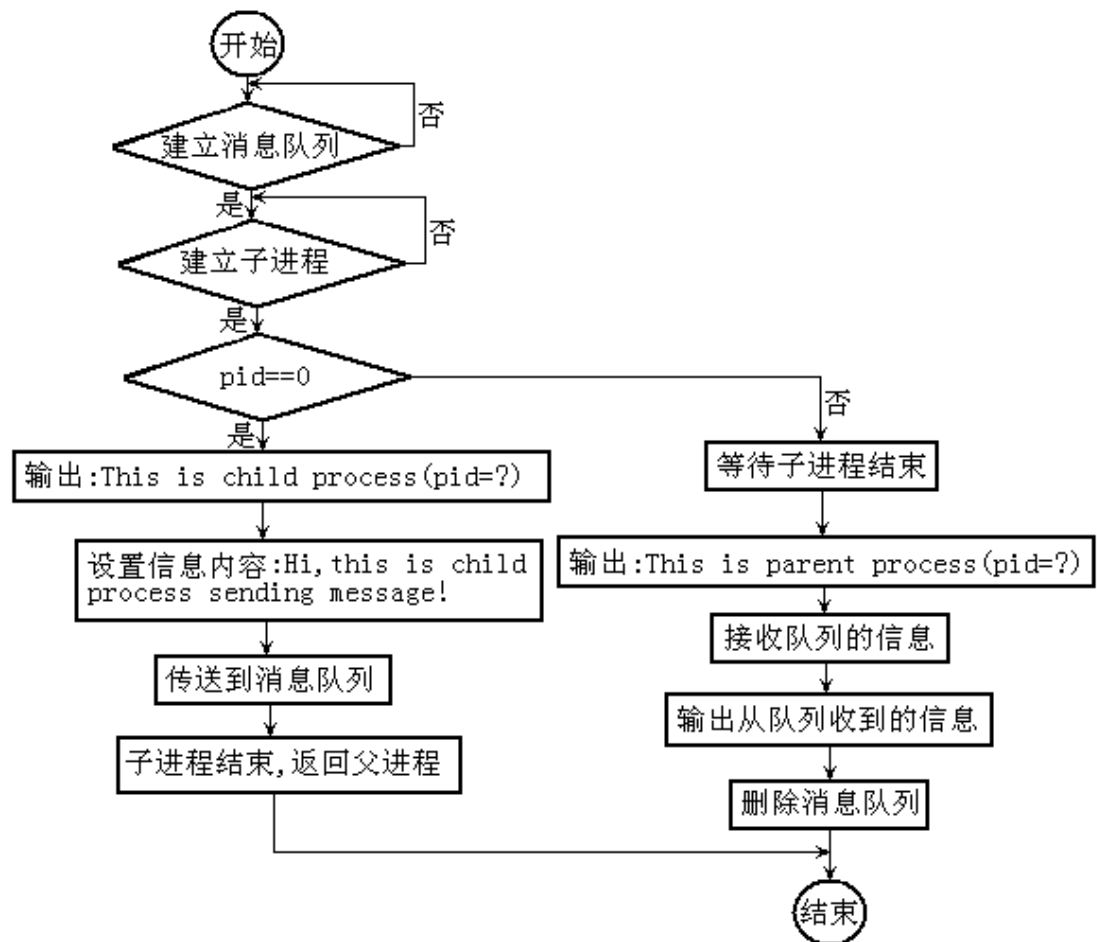 开始
否
建立消息队列
是
否
建立子进程
是
pid==0
否
是
输出:This is child process(pid=?)
等待子进程结束
设置信息内容:Hi,this is child
process sending message!
输出:This is parent process(pid=?)
接收队列的信息
传送到消息队列
输出从队列收到的信息
子进程结束,返回父进程
删除消息队列
结束